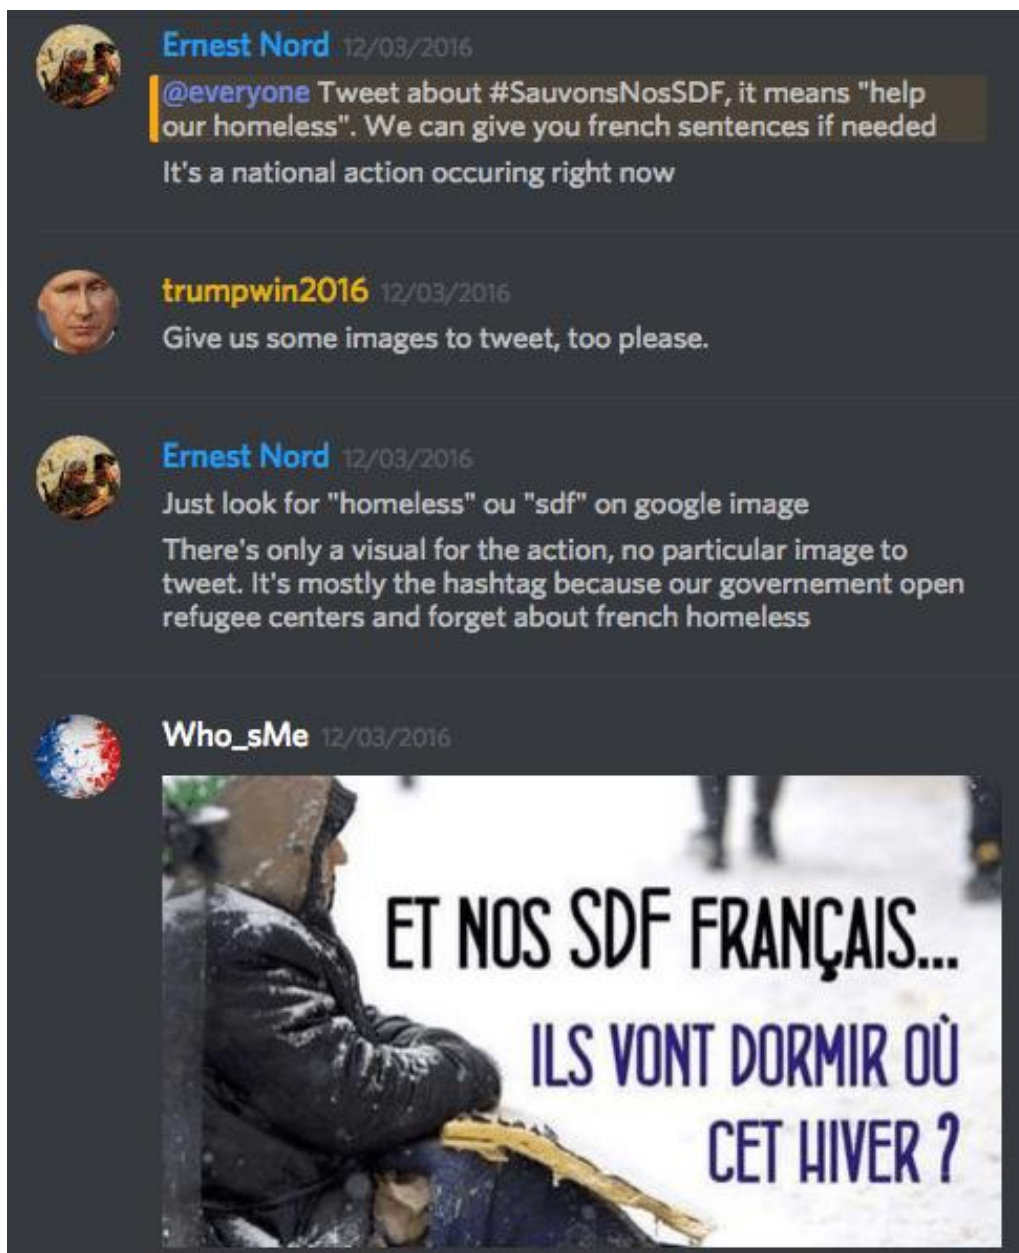 Ernest Nord 12/03/2016
@everyone Tweet about #SauvonsNosSDF, it means "help
our homeless". We can give you french sentences if needed
It's a national action occuring right now
trumpwin2016 12/03/2016
Give us some images to tweet, too please.
Ernest Nord 12/03/2016
Just look for "homeless" ou "sdf" on google image
There's only a visual for the action, no particular image to
tweet. It's mostly the hashtag because our governement open
refugee centers and forget about french homeless
Who_sMe 12/03/2016
ET NOS SDF FRANÇAIS...
ILS VONT DORMIR OÙ
CET HIVER ?